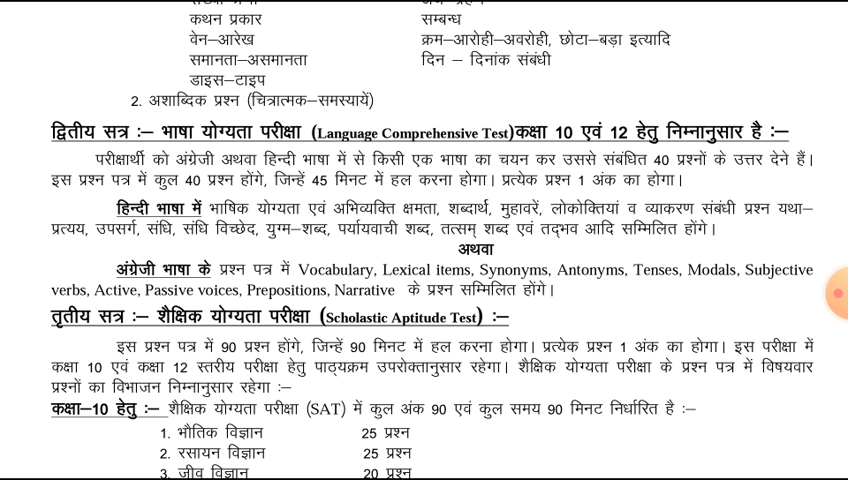 कथन प्रकार सम्बन्ध
वेन–आरेख क्रम–आरोही–अवरोही, छोटा–बड़ा इत्यादि
समानता–असमानता दिन – दिनांक संबंधी
डाइस–टाइप
2. अशाब्दिक प्रश्न (चित्रात्मक–समस्यायें)
द्वितीय सत्र :– भाषा योग्यता परीक्षा (Language Comprehensive Test)कक्षा 10 एवं 12 हेतु निम्नानुसार है :–
परीक्षार्थी को अंग्रेजी अथवा हिन्दी भाषा में से किसी एक भाषा का चयन कर उससे संबंधित 40 प्रश्नों के उत्तर देने हैं।
इस प्रश्न पत्र में कुल 40 प्रश्न होंगे, जिन्हें 45 मिनट में हल करना होगा। प्रत्येक प्रश्न 1 अंक का होगा।
हिन्दी भाषा में भाषिक योग्यता एवं अभिव्यक्ति क्षमता, शब्दार्थ, मुहावरें, लोकोक्तियां व व्याकरण संबंधी प्रश्न यथा–
प्रत्यय, उपसर्ग, संधि, संधि विच्छेद, युग्म–शब्द, पर्यायवाची शब्द, तत्सम् शब्द एवं तद्भव आदि सम्मिलित होंगे।
अथवा
अंग्रेजी भाषा के प्रश्न पत्र में Vocabulary, Lexical items, Synonyms, Antonyms, Tenses, Modals, Subjective
verbs, Active, Passive voices, Prepositions, Narrative के प्रश्न सम्मिलित होंगे।
तृतीय सत्र :– शैक्षिक योग्यता परीक्षा (Scholastic Aptitude Test) :–
इस प्रश्न पत्र में 90 प्रश्न होंगे, जिन्हें 90 मिनट में हल करना होगा। प्रत्येक प्रश्न 1 अंक का होगा। इस परीक्षा में
कक्षा 10 एवं कक्षा 12 स्तरीय परीक्षा हेतु पाठ्यक्रम उपरोक्तानुसार रहेगा। शैक्षिक योग्यता परीक्षा के प्रश्न पत्र में विषयवार
प्रश्नों का विभाजन निम्नानुसार रहेगा :–
कक्षा–10 हेतु :– शैक्षिक योग्यता परीक्षा (SAT) में कुल अंक 90 एवं कुल समय 90 मिनट निर्धारित है :–
1. भौतिक विज्ञान 25 प्रश्न
2. रसायन विज्ञान 25 प्रश्न
3. जीव विज्ञान 20 प्रश्न